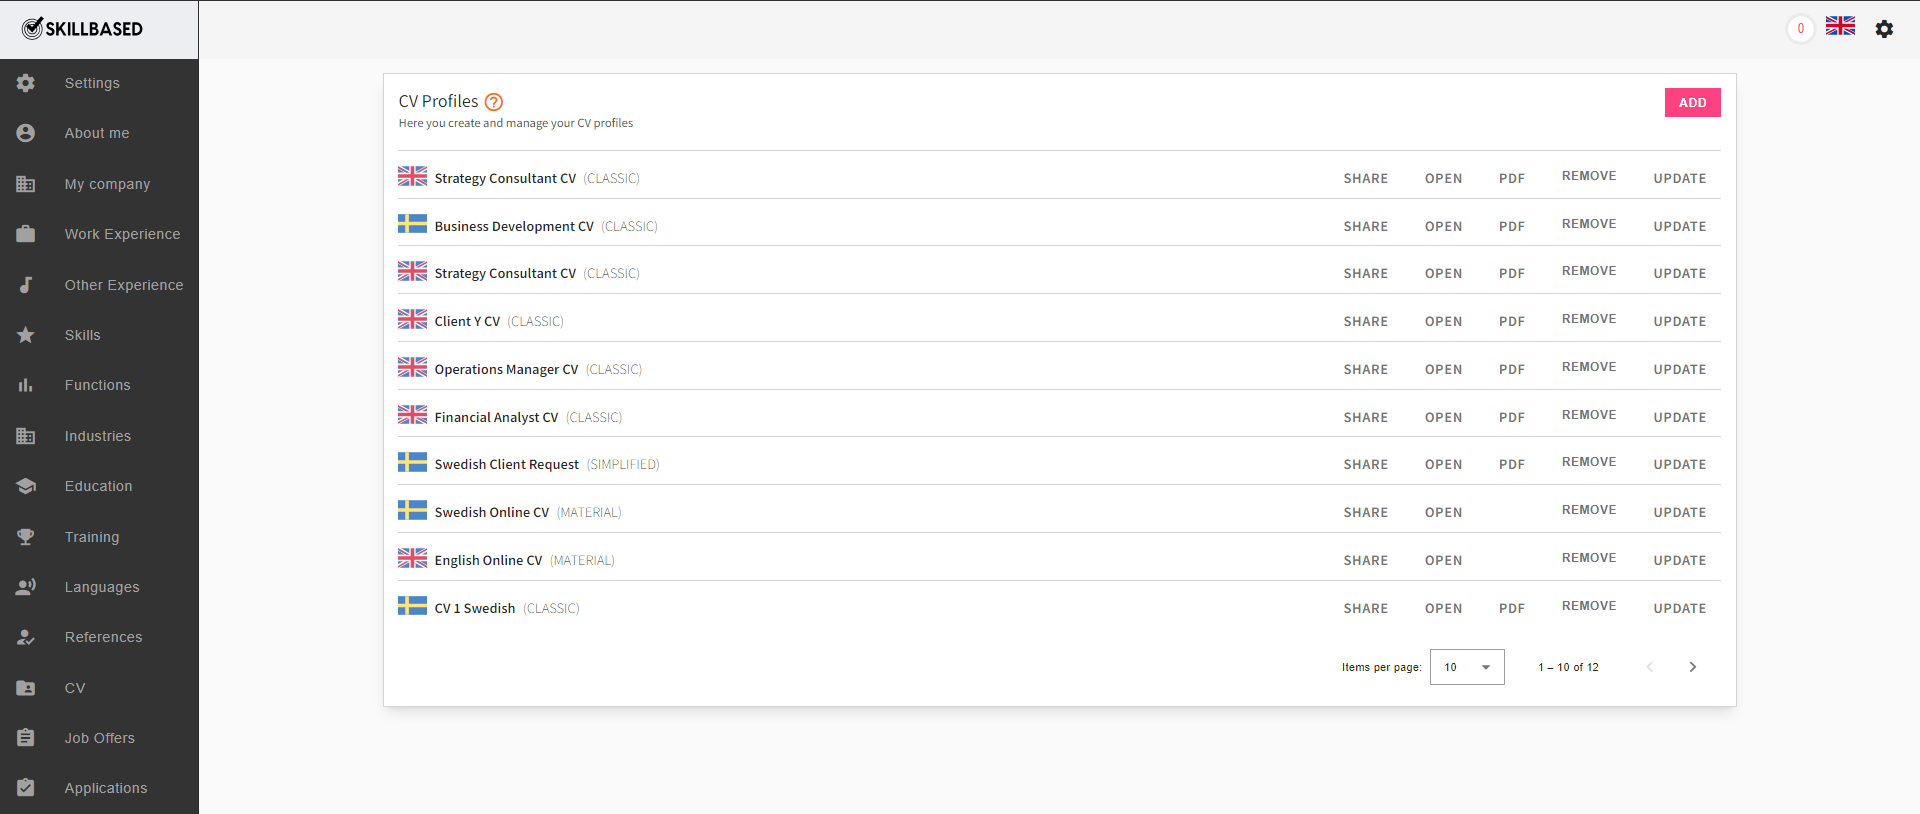 SKILLBASED
0
Settings
About me
My company
Work Experience
Other Experience
Skills
Functions
Industries
Education
Training
Languages
References
CV
Job Offers
Applications
CV Profiles ?
Here you create and manage your CV profiles
ADD
Strategy Consultant CV (CLASSIC) SHARE OPEN PDF REMOVE UPDATE
Business Development CV (CLASSIC) SHARE OPEN PDF REMOVE UPDATE
Strategy Consultant CV (CLASSIC) SHARE OPEN PDF REMOVE UPDATE
Client Y CV (CLASSIC) SHARE OPEN PDF REMOVE UPDATE
Operations Manager CV (CLASSIC) SHARE OPEN PDF REMOVE UPDATE
Financial Analyst CV (CLASSIC) SHARE OPEN PDF REMOVE UPDATE
Swedish Client Request (SIMPLIFIED) SHARE OPEN PDF REMOVE UPDATE
Swedish Online CV (MATERIAL) SHARE OPEN REMOVE UPDATE
English Online CV (MATERIAL) SHARE OPEN REMOVE UPDATE
CV 1 Swedish (CLASSIC) SHARE OPEN PDF REMOVE UPDATE
Items per page: 10 1 – 10 of 12